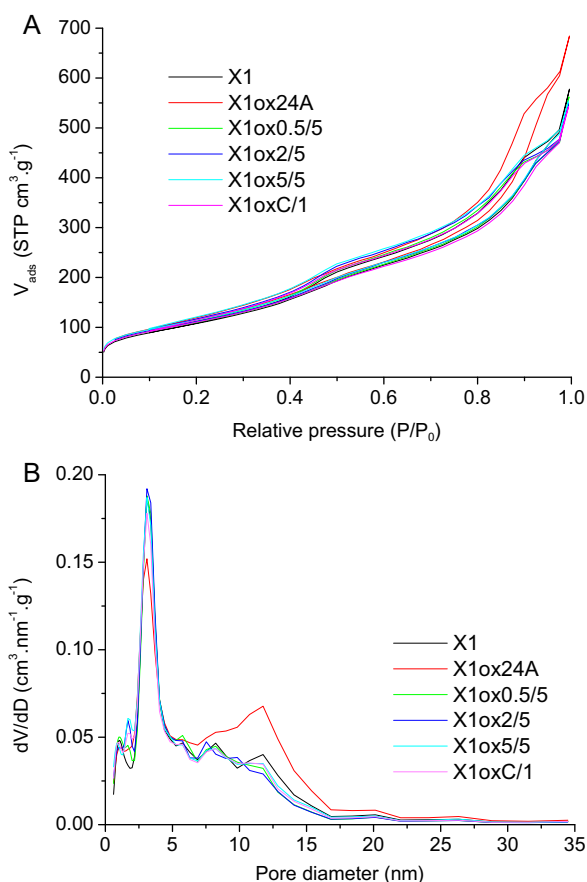 A
700
600
500
400
300
200
100
0
V_ads (STP cm³.g⁻¹)
X1
X1ox24A
X1ox0.5/5
X1ox2/5
X1ox5/5
X1oxC/1
0.0 0.2 0.4 0.6 0.8 1.0
Relative pressure (P/P₀)
B
0.20
0.15
0.10
0.05
0.00
dV/dD (cm³.nm⁻¹.g⁻¹)
X1
X1ox24A
X1ox0.5/5
X1ox2/5
X1ox5/5
X1oxC/1
0 5 10 15 20 25 30 35
Pore diameter (nm)